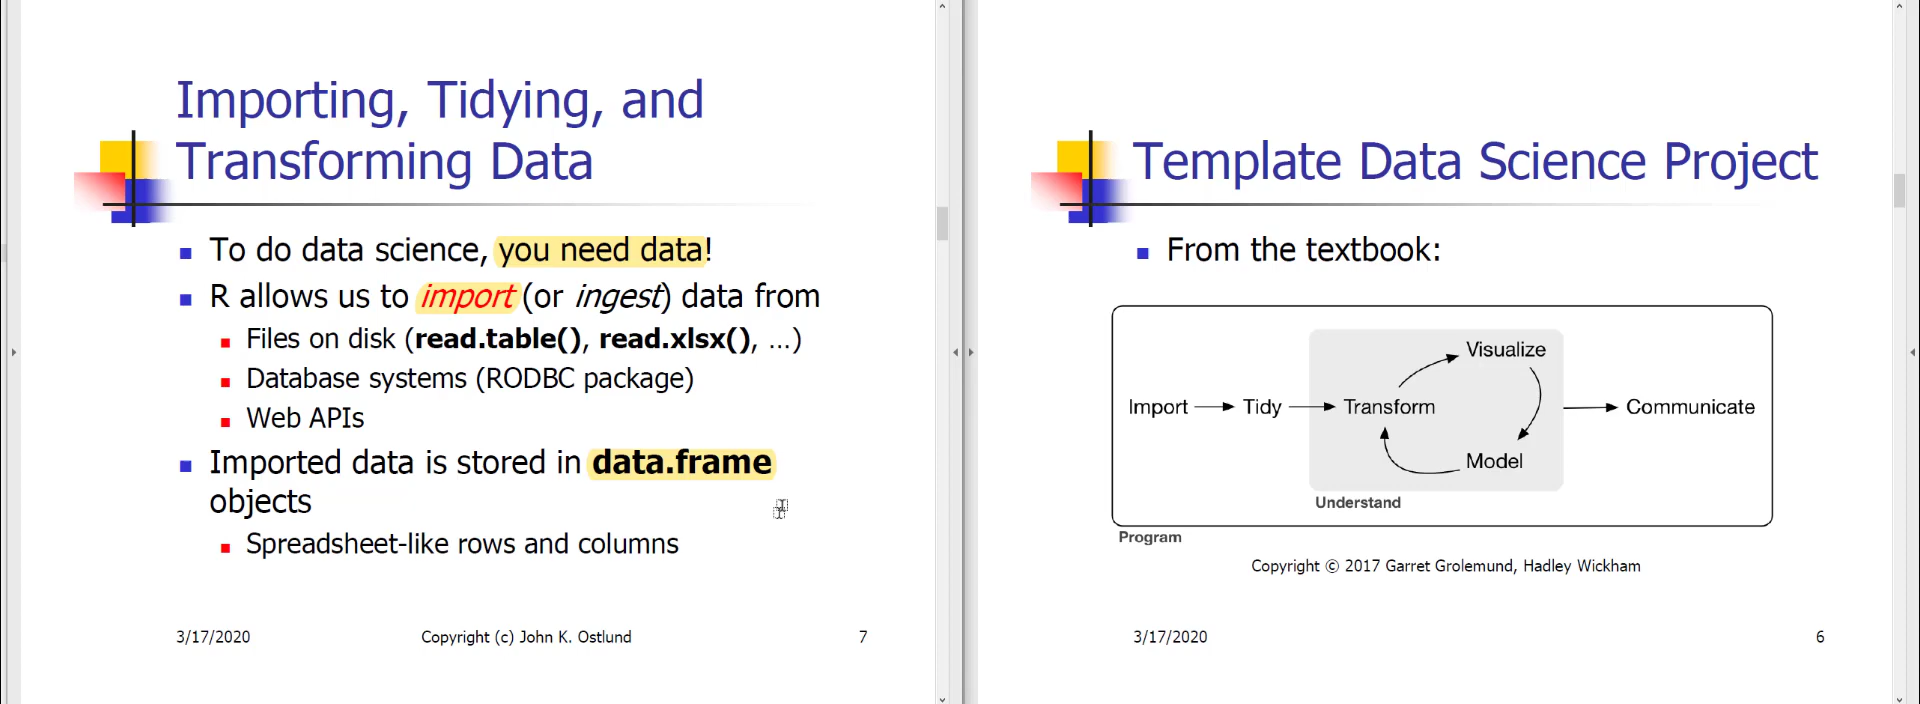 Importing, Tidying, and
Transforming Data
To do data science, you need data!
R allows us to import (or ingest) data from
Files on disk (read.table(), read.xlsx(), ...)
Database systems (RODBC package)
Web APIs
Imported data is stored in data.frame
objects
Spreadsheet-like rows and columns
3/17/2020 Copyright (c) John K. Ostlund 7
Template Data Science Project
From the textbook:
Visualize
Import Tidy Transform Communicate
Model
Understand
Program
Copyright © 2017 Garret Grolemund, Hadley Wickham
3/17/2020 6